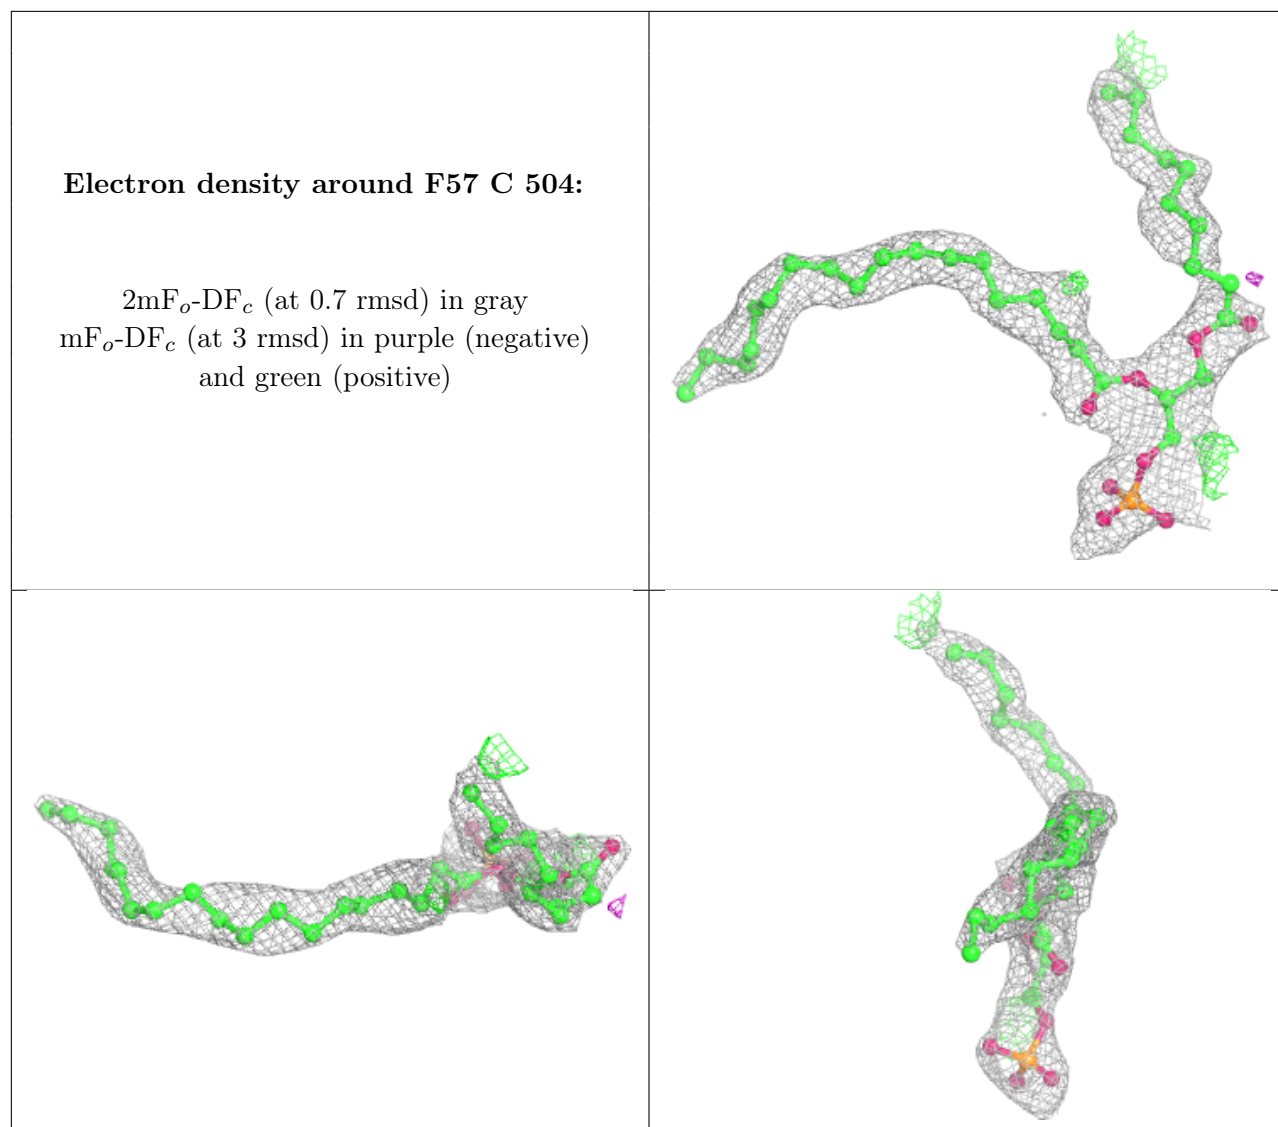 Electron density around F57 C 504:
2mFo-DFc (at 0.7 rmsd) in gray
mFo-DFc (at 3 rmsd) in purple (negative)
and green (positive)